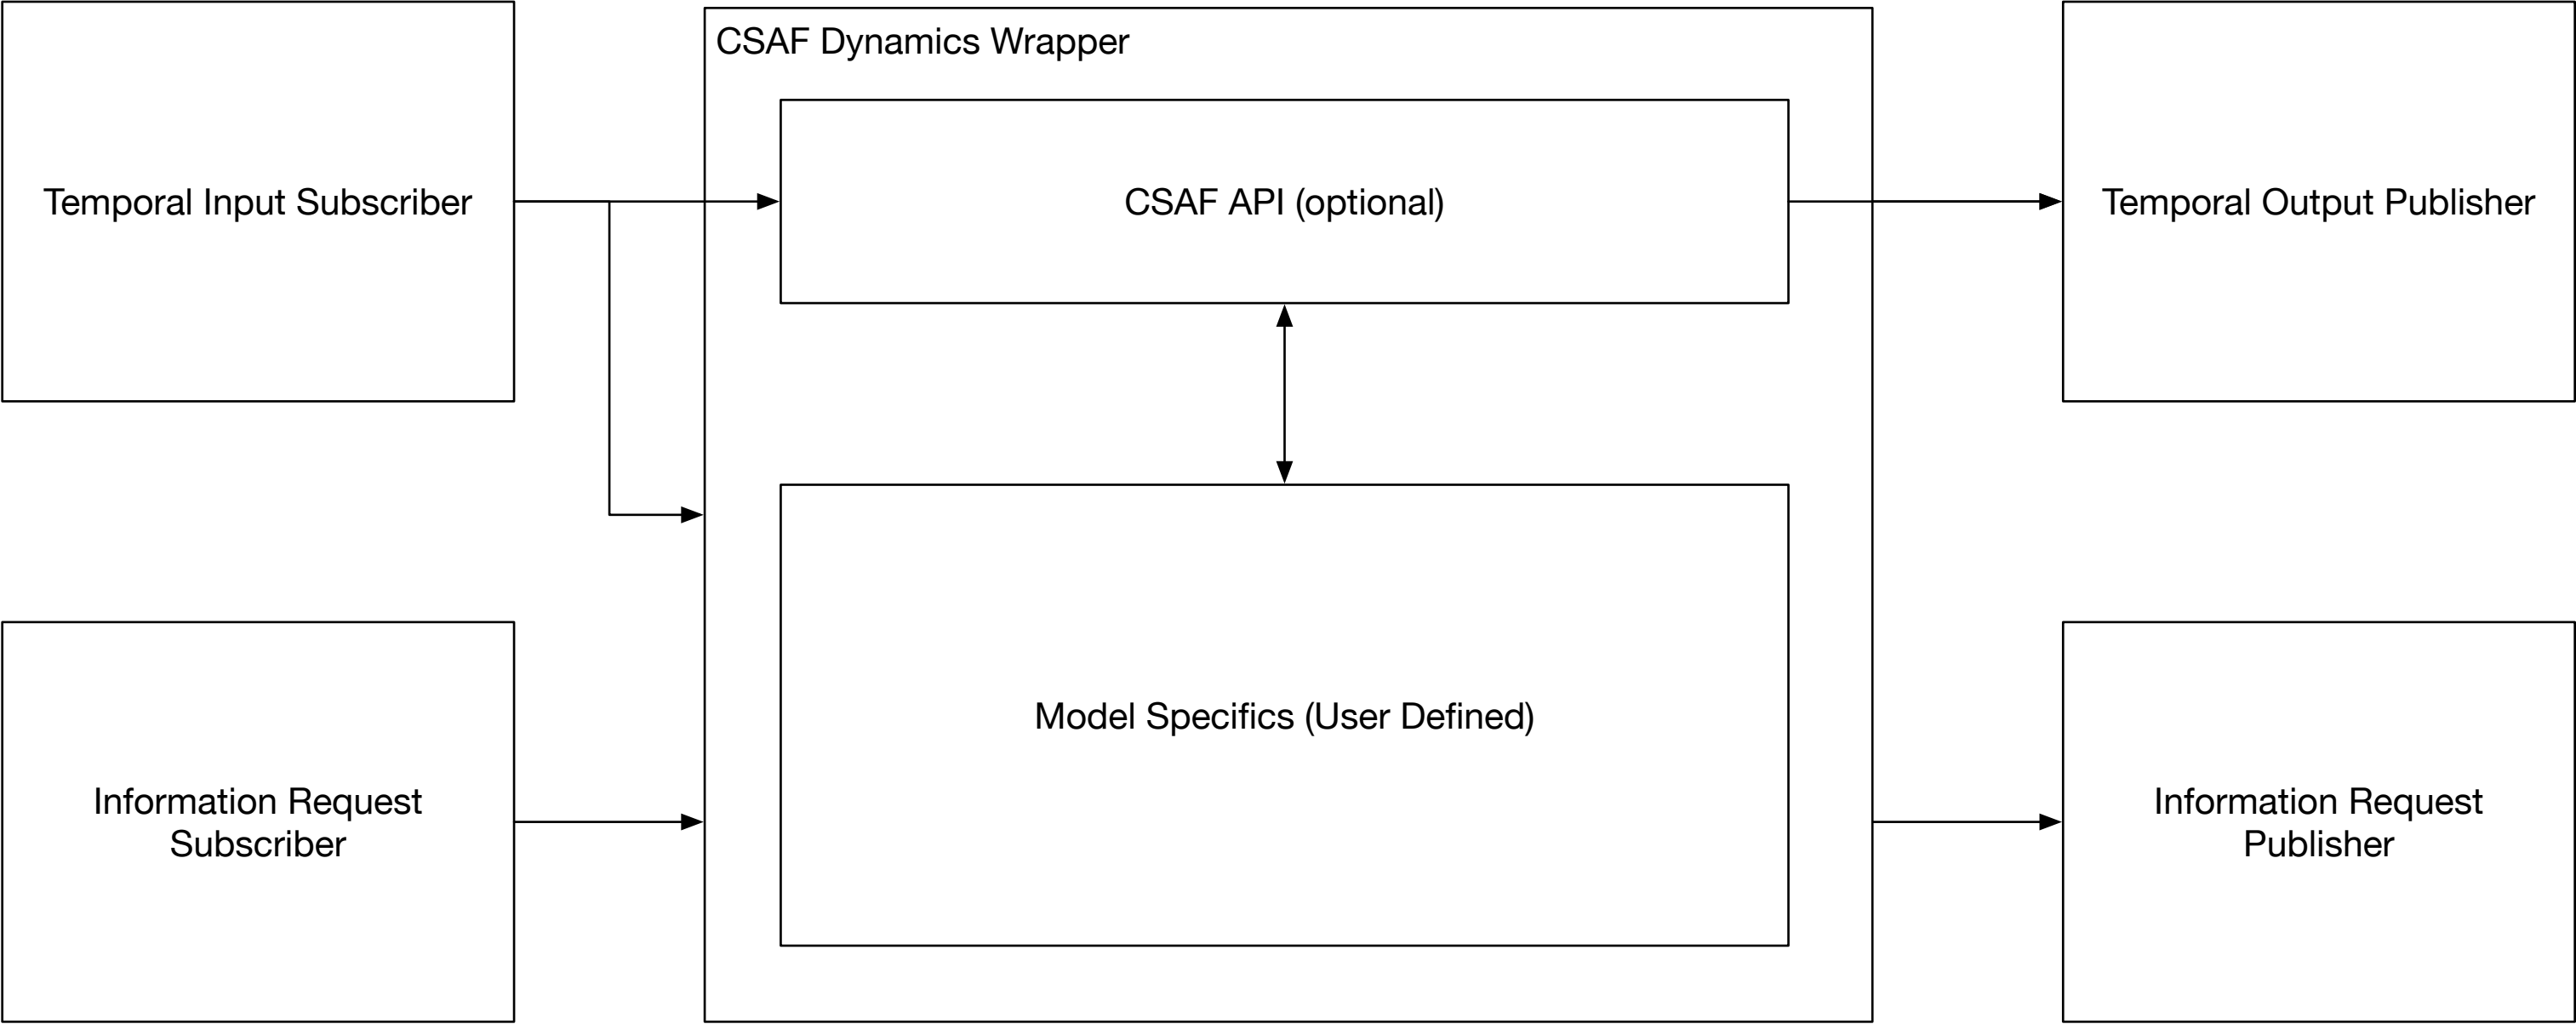 CSAF Dynamics Wrapper
Temporal Input Subscriber
CSAF API (optional)
Temporal Output Publisher
Model Specifics (User Defined)
Information Request
Subscriber
Information Request
Publisher